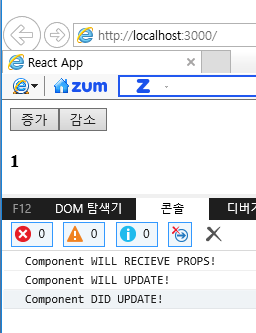 http://localhost:3000/
React App
zum
증가 감소
1
F12 DOM 탐색기 콘솔 디버거
0 0 0
Component WILL RECIEVE PROPS!
Component WILL UPDATE!
Component DID UPDATE!